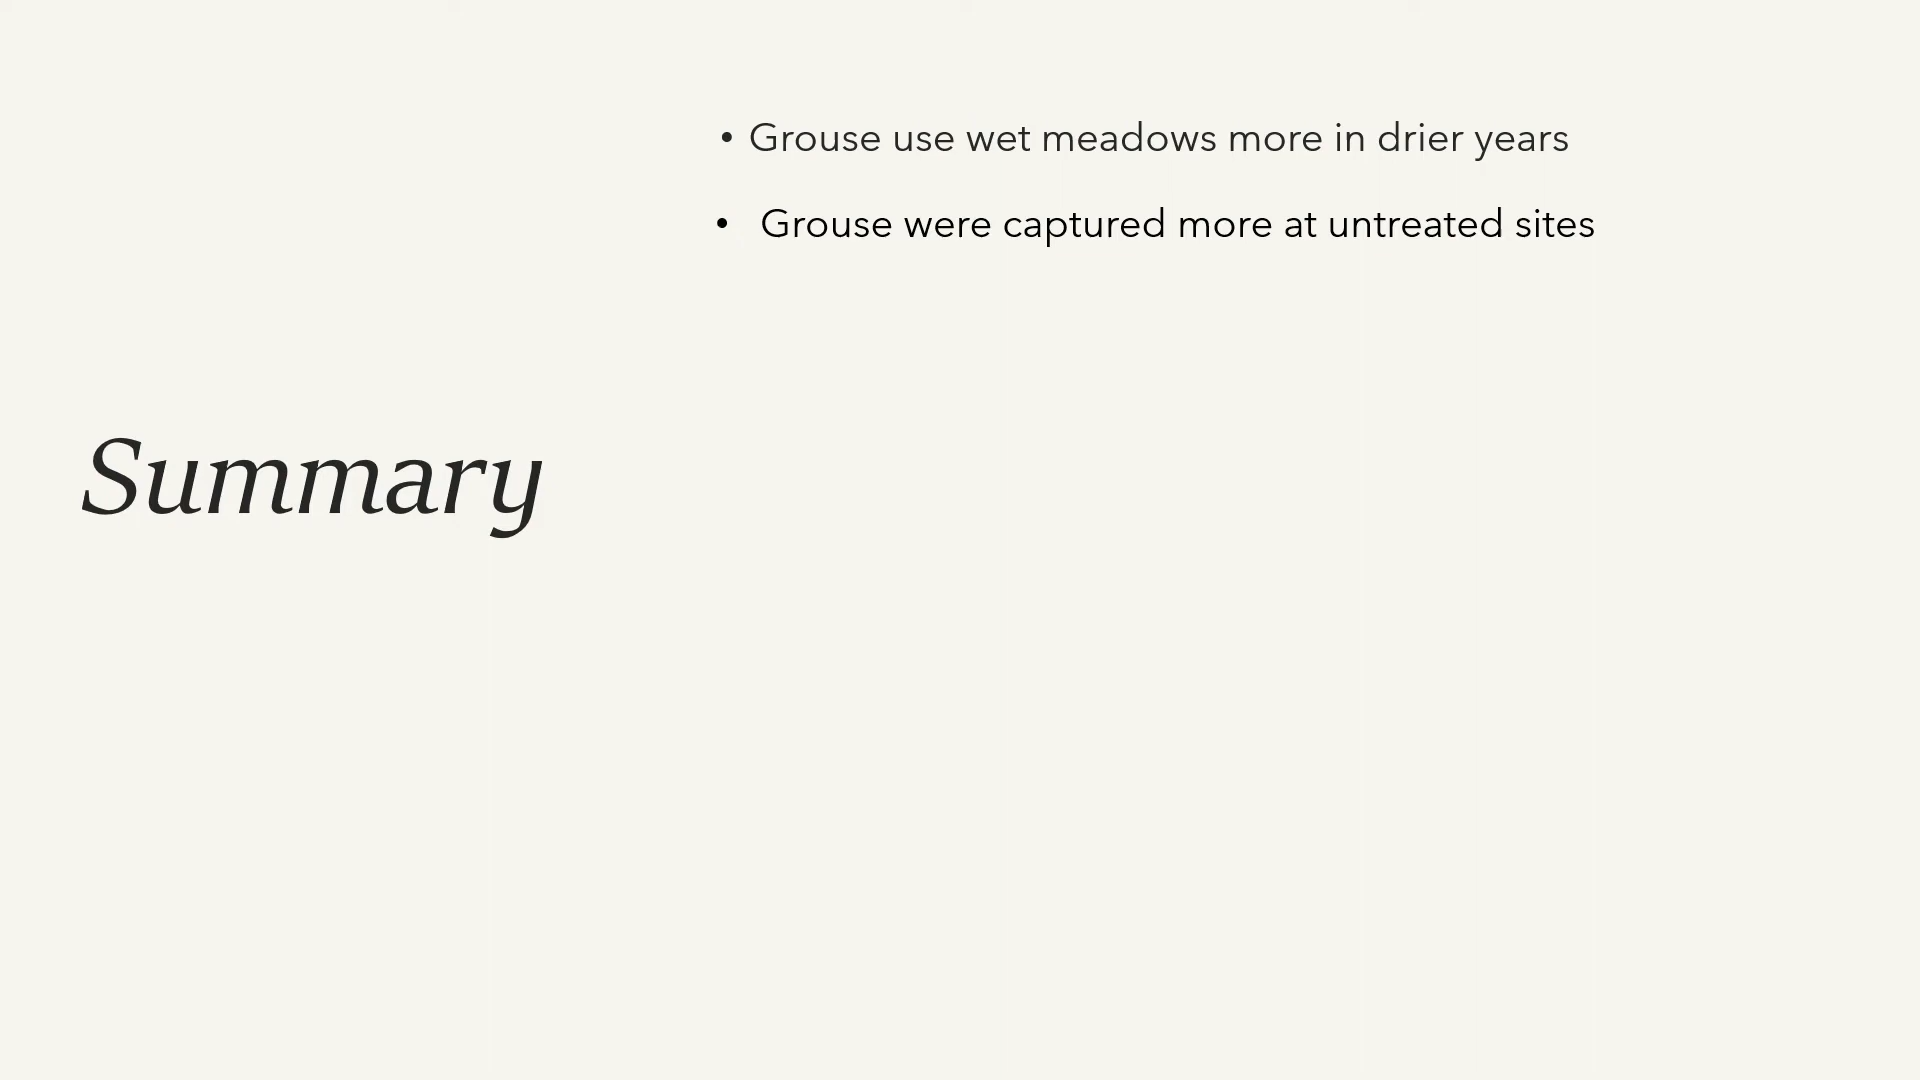 Summary
• Grouse use wet meadows more in drier years
• Grouse were captured more at untreated sites